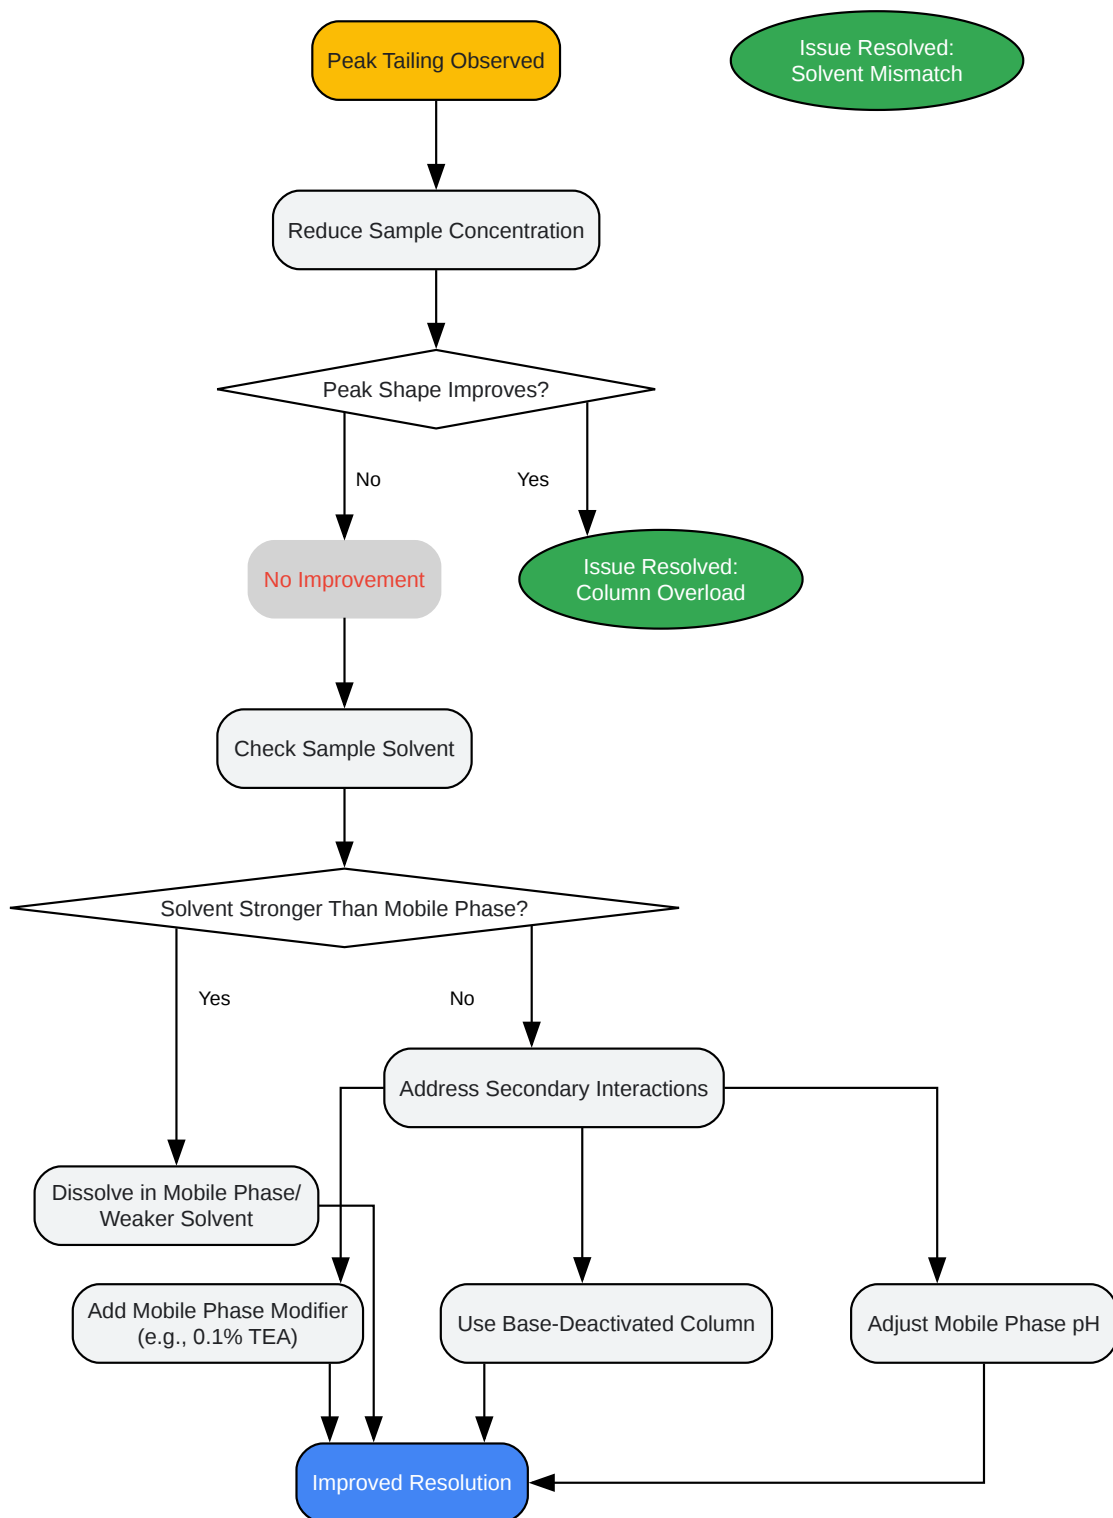 Peak Tailing Observed
Issue Resolved:
Solvent Mismatch
Reduce Sample Concentration
Peak Shape Improves?
No
Yes
No Improvement
Issue Resolved:
Column Overload
Check Sample Solvent
Solvent Stronger Than Mobile Phase?
Yes
No
Address Secondary Interactions
Dissolve in Mobile Phase/
Weaker Solvent
Add Mobile Phase Modifier
(e.g., 0.1% TEA)
Use Base-Deactivated Column
Adjust Mobile Phase pH
Improved Resolution